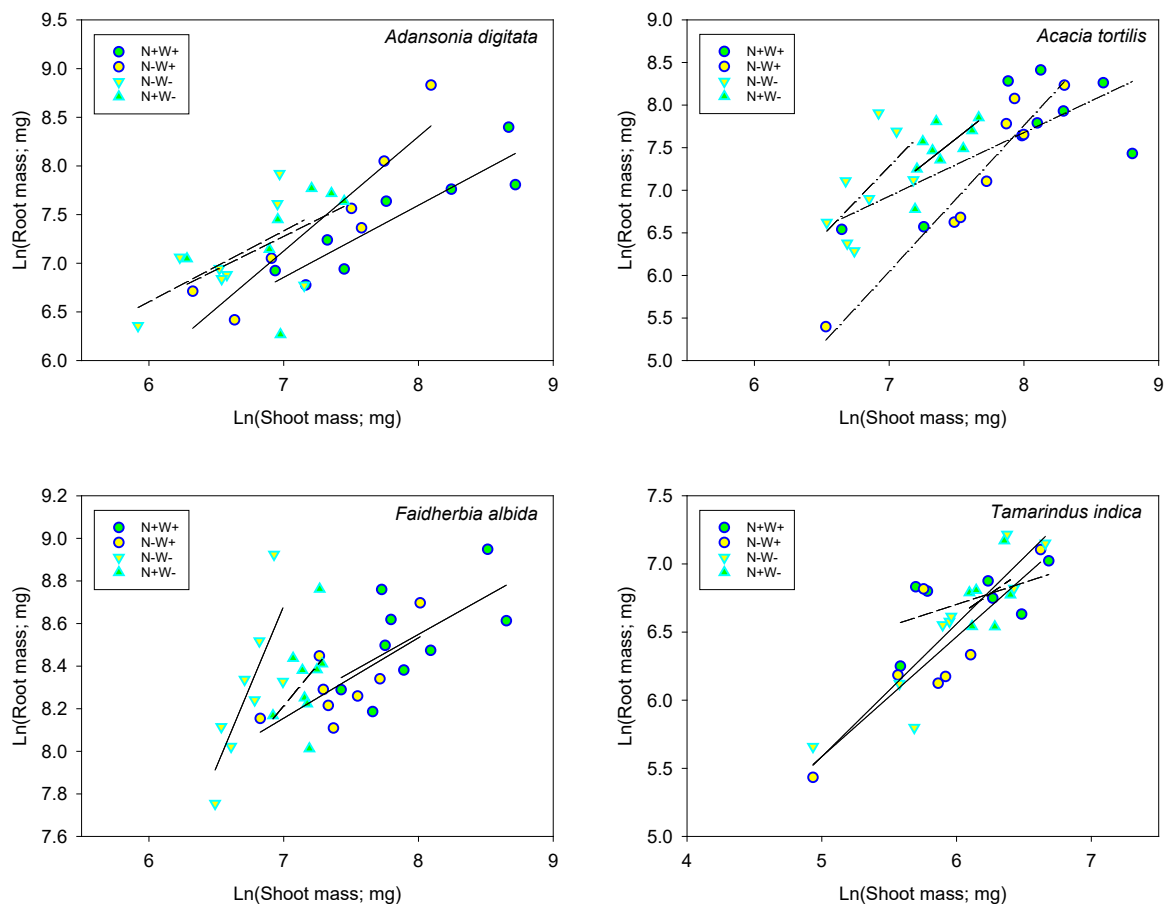 Adansonia digitata
N+W+
N-W+
N-W-
N+W-
9.5
9.0
8.5
8.0
7.5
7.0
6.5
6.0
Ln(Root mass; mg)
6 7 8 9
Ln(Shoot mass; mg)
Acacia tortilis
N+W+
N-W+
N-W-
N+W-
9.0
8.5
8.0
7.5
7.0
6.5
6.0
5.5
5.0
Ln(Root mass; mg)
6 7 8 9
Ln(Shoot mass; mg)
Faidherbia albida
N+W+
N-W+
N-W-
N+W-
9.2
9.0
8.8
8.6
8.4
8.2
8.0
7.8
7.6
Ln(Root mass; mg)
6 7 8 9
Ln(Shoot mass; mg)
Tamarindus indica
N+W+
N-W+
N-W-
N+W-
7.5
7.0
6.5
6.0
5.5
5.0
Ln(Root mass; mg)
4 5 6 7
Ln(Shoot mass; mg)